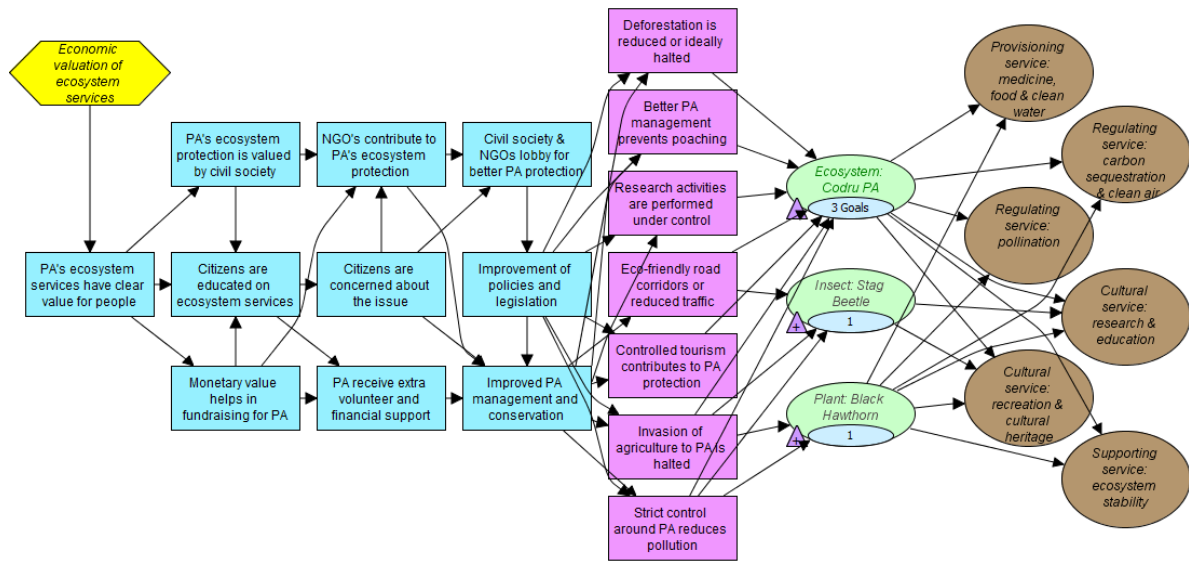 Economic
valuation of
ecosystem
services
PA's ecosystem
protection is valued
by civil society
NGO's contribute to
PA's ecosystem
protection
Civil society &
NGOs lobby for
better PA protection
PA's ecosystem
services have clear
value for people
Citizens are
educated on
ecosystem services
Citizens are
concerned about
the issue
Improvement of
policies and
legislation
Monetary value
helps in
fundraising for PA
PA receive extra
volunteer and
financial support
Improved PA
management and
conservation
Deforestation is
reduced or ideally
halted
Better PA
management
prevents poaching
Research activities
are performed
under control
Eco-friendly road
corridors or
reduced traffic
Controlled tourism
contributes to PA
protection
Invasion of
agriculture to PA is
halted
Strict control
around PA reduces
pollution
Ecosystem:
Codru PA
3 Goals
+
Insect: Stag
Beetle
1
+
Plant: Black
Hawthorn
1
+
Provisioning
service:
medicine,
food & clean
water
Regulating
service:
carbon
sequestration
& clean air
Regulating
service:
pollination
Cultural
service:
research &
education
Cultural
service:
recreation &
cultural
heritage
Supporting
service:
ecosystem
stability